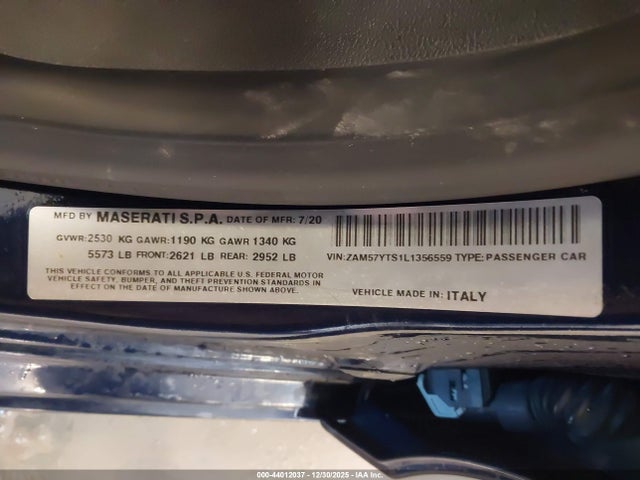 MFD BY MASERATI S.P.A. DATE OF MFR: 7/20
GVWR:2530 KG GAWR:1190 KG GAWR 1340 KG
5573 LB FRONT:2621 LB REAR: 2952 LB
THIS VEHICLE CONFORMS TO ALL APPLICABLE U.S. FEDERAL MOTOR
VEHICLE SAFETY, BUMPER, AND THEFT PREVENTION STANDARDS IN
EFFECT ON THE DATE OF MANUFACTURE SHOWN ABOVE.
VIN:ZAM57YTS1L1356559 TYPE:PASSENGER CAR
VEHICLE MADE IN: ITALY
000-44012037 - 12/30/2025 - IAA Inc.